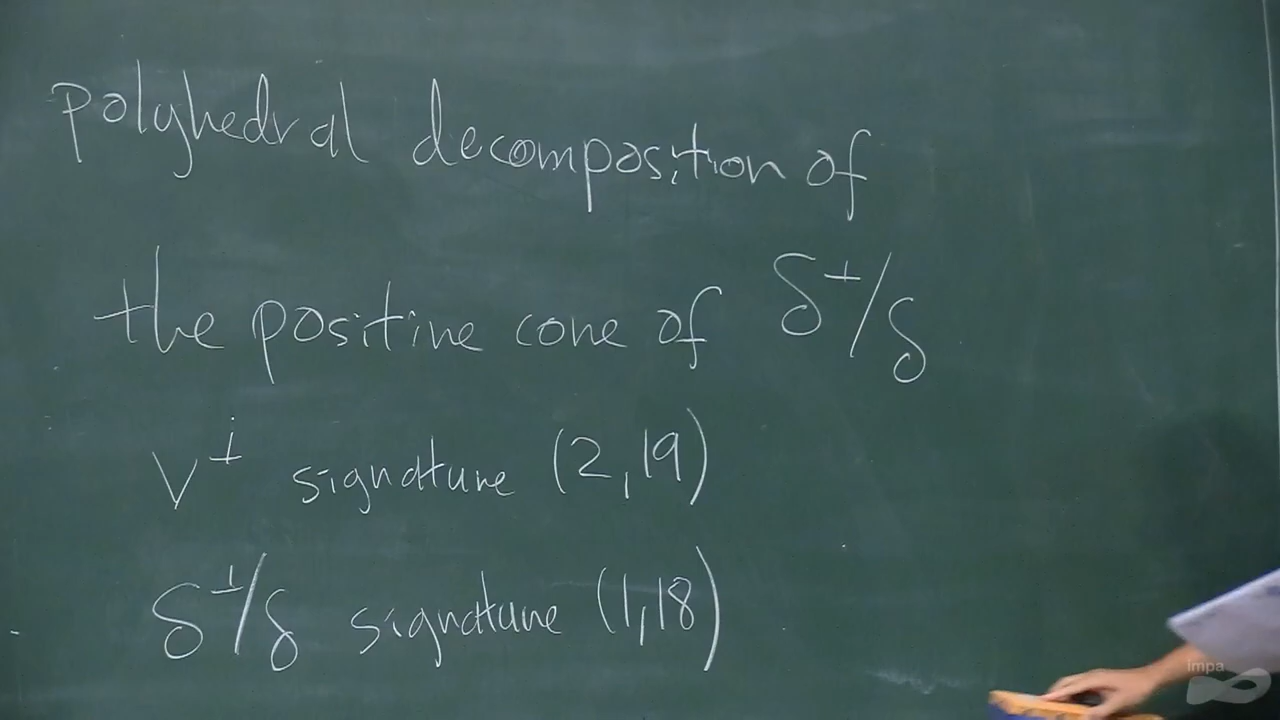 polyhedral decomposition of
the positive cone of δ⊥/δ
v⊥ signature (2,19)
δ⊥/δ signature (1,18)
impa